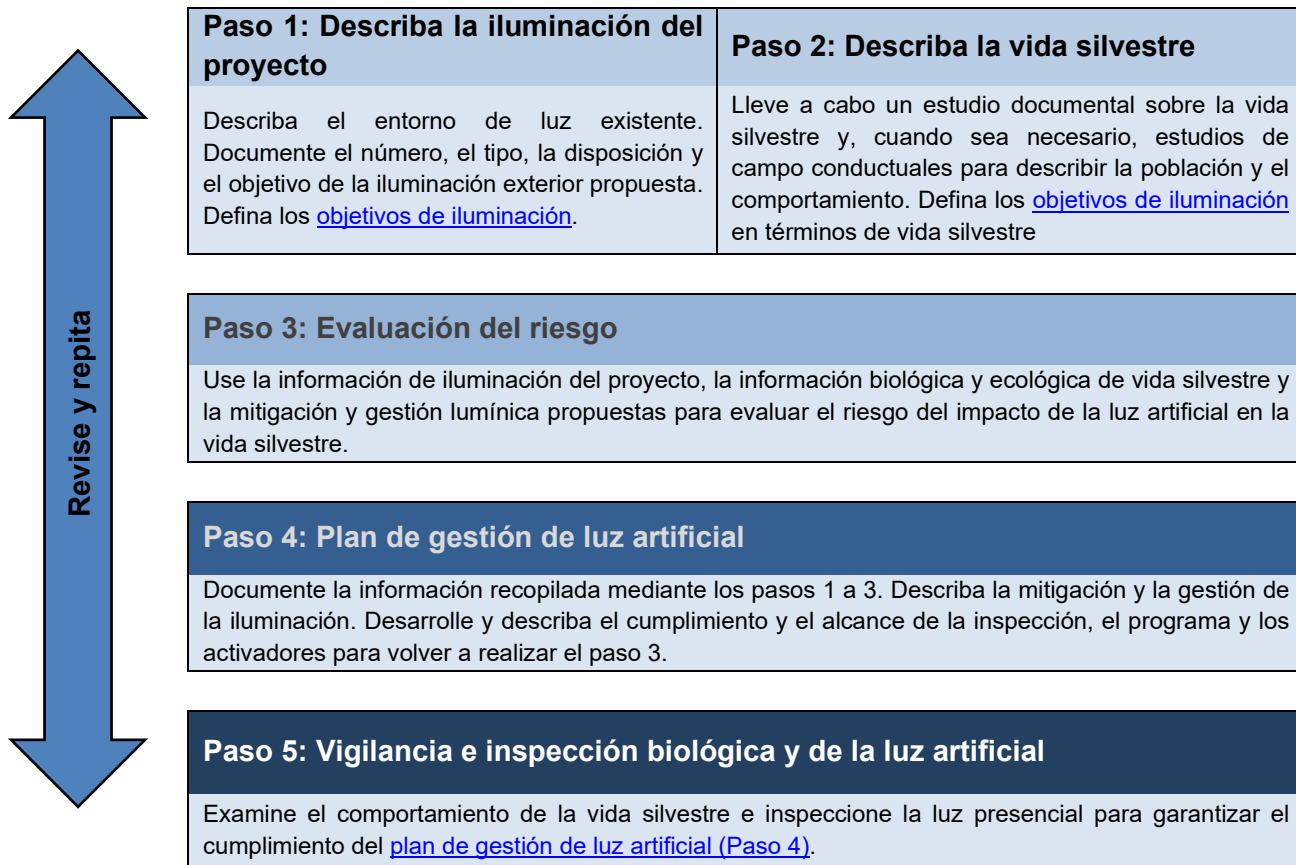 Paso 1: Describa la iluminación del
proyecto
Describa el entorno de luz existente.
Documente el número, el tipo, la disposición y
el objetivo de la iluminación exterior propuesta.
Defina los objetivos de iluminación.
Paso 2: Describa la vida silvestre
Lleve a cabo un estudio documental sobre la vida
silvestre y, cuando sea necesario, estudios de
campo conductuales para describir la población y el
comportamiento. Defina los objetivos de iluminación
en términos de vida silvestre
Revise y repita
Paso 3: Evaluación del riesgo
Use la información de iluminación del proyecto, la información biológica y ecológica de vida silvestre y
la mitigación y gestión lumínica propuestas para evaluar el riesgo del impacto de la luz artificial en la
vida silvestre.
Paso 4: Plan de gestión de luz artificial
Documente la información recopilada mediante los pasos 1 a 3. Describa la mitigación y la gestión de
la iluminación. Desarrolle y describa el cumplimiento y el alcance de la inspección, el programa y los
activadores para volver a realizar el paso 3.
Paso 5: Vigilancia e inspección biológica y de la luz artificial
Examine el comportamiento de la vida silvestre e inspeccione la luz presencial para garantizar el
cumplimiento del plan de gestión de luz artificial (Paso 4).